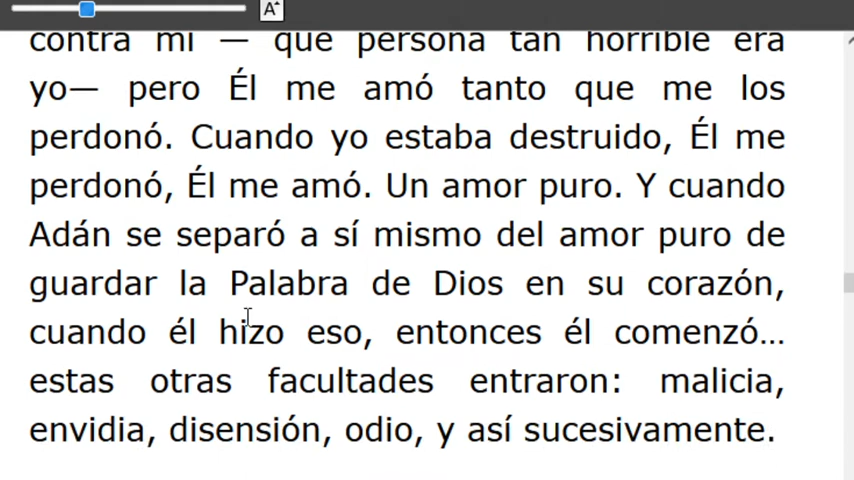 A
contra mí — qué persona tan horrible era
yo— pero Él me amó tanto que me los
perdonó. Cuando yo estaba destruido, Él me
perdonó, Él me amó. Un amor puro. Y cuando
Adán se separó a sí mismo del amor puro de
guardar la Palabra de Dios en su corazón,
cuando él hizo eso, entonces él comenzó…
estas otras facultades entraron: malicia,
envidia, disensión, odio, y así sucesivamente.